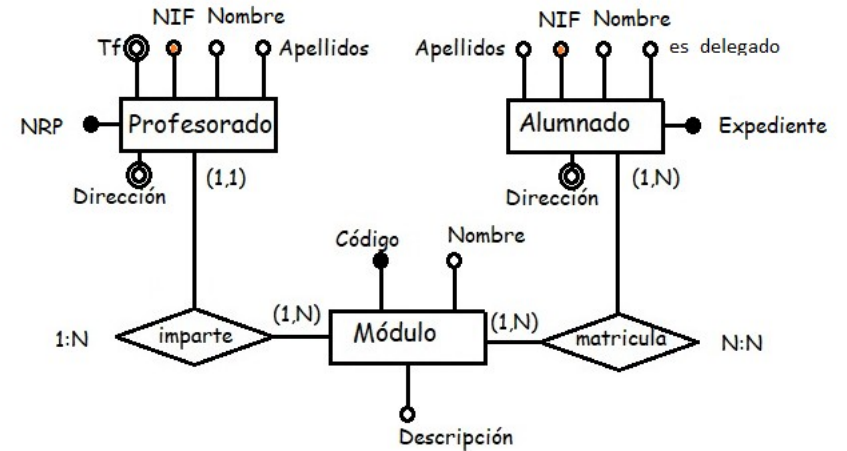 NIF Nombre
Tf
Apellidos
NRP
Profesorado
Dirección
(1,1)
NIF Nombre
Apellidos
es delegado
Alumnado
Expediente
Dirección
(1,N)
Código
Nombre
1:N
imparte
(1,N)
Módulo
(1,N)
matricula
N:N
Descripción